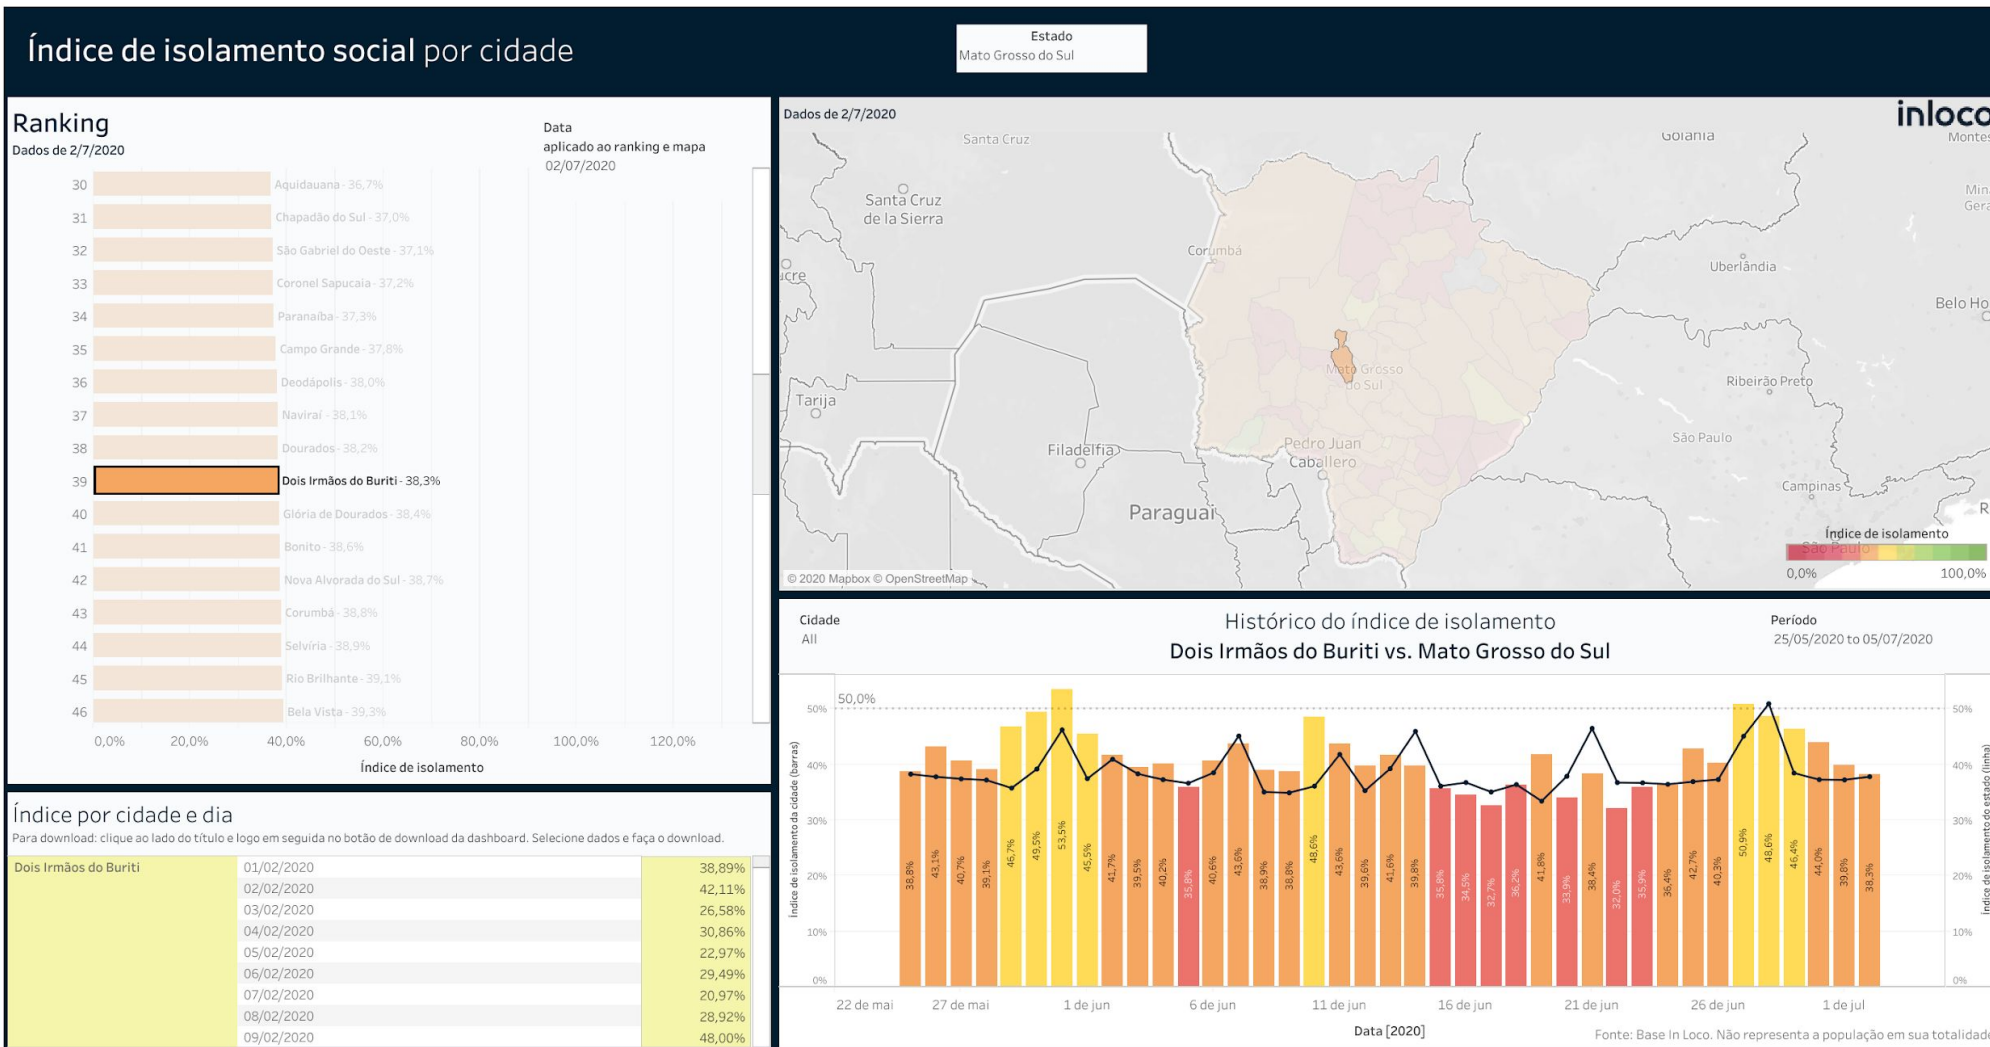 Índice de isolamento social por cidade
Estado
Mato Grosso do Sul
Ranking
Dados de 2/7/2020
Data
aplicado ao ranking e mapa
02/07/2020
30 Aquidauana - 36,7%
31 Chapadão do Sul - 37,0%
32 São Gabriel do Oeste - 37,1%
33 Coronel Sapucaia - 37,2%
34 Paranaíba - 37,3%
35 Campo Grande - 37,8%
36 Deodápolis - 38,0%
37 Naviraí - 38,1%
38 Dourados - 38,2%
39 Dois Irmãos do Buriti - 38,3%
40 Glória de Dourados - 38,4%
41 Bonito - 38,6%
42 Nova Alvorada do Sul - 38,7%
43 Corumbá - 38,8%
44 Selvíria - 38,9%
45 Rio Brilhante - 39,1%
46 Bela Vista - 39,3%
0,0% 20,0% 40,0% 60,0% 80,0% 100,0% 120,0%
Índice de isolamento
Índice por cidade e dia
Para download: clique ao lado do título e logo em seguida no botão de download da dashboard. Selecione dados e faça o download.
Dois Irmãos do Buriti 01/02/2020 38,89%
02/02/2020 42,11%
03/02/2020 26,58%
04/02/2020 30,86%
05/02/2020 22,97%
06/02/2020 29,49%
07/02/2020 20,97%
08/02/2020 28,92%
09/02/2020 48,00%
Dados de 2/7/2020
inloco
Santa Cruz
Goiânia
Montes
Santa Cruz
de la Sierra
Min
Gera
Corumbá
ucre
Uberlândia
Belo Ho
Mato Grosso
do Sul
Ribeirão Preto
Tarija
São Paulo
Filadélfia
Pedro Juan
Caballero
Campinas
Paraguai
R
Índice de isolamento
São Paulo
0,0% 100,0%
© 2020 Mapbox © OpenStreetMap
Cidade
All
Histórico do índice de isolamento
Dois Irmãos do Buriti vs. Mato Grosso do Sul
Período
25/05/2020 to 05/07/2020
Índice de isolamento da cidade (barras)
50% 40% 30% 20% 10% 0%
50,0%
38,8% 43,1% 40,7% 39,1% 46,7% 49,5% 53,5% 45,5% 41,7% 39,5% 40,2% 35,8% 40,6% 43,6% 38,9% 38,8% 48,6% 43,6% 39,6% 41,6% 39,8% 35,8% 34,5% 32,7% 36,2% 41,8% 33,9% 38,4% 32,0% 35,9% 36,4% 42,7% 40,3% 50,9% 48,6% 46,4% 44,0% 39,8% 38,3%
50% 40% 30% 20% 10% 0%
Índice de isolamento do estado (linha)
22 de mai 27 de mai 1 de jun 6 de jun 11 de jun 16 de jun 21 de jun 26 de jun 1 de jul
Data [2020]
Fonte: Base In Loco. Não representa a população em sua totalidade